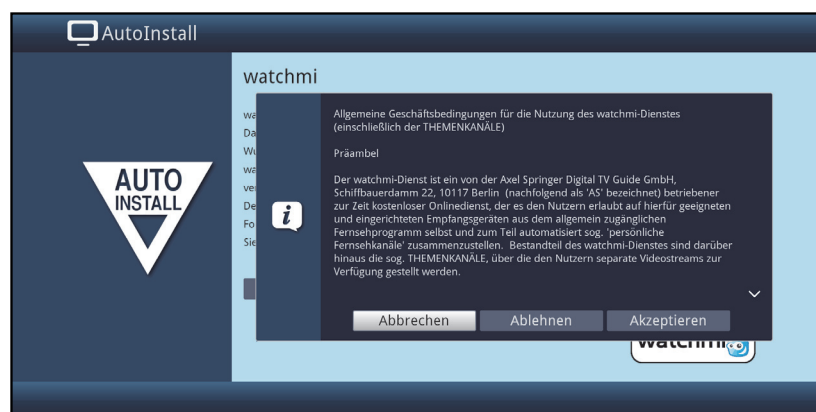 AutoInstall
watchmi
AUTO
INSTALL
Allgemeine Geschäftsbedingungen für die Nutzung des watchmi-Dienstes
(einschließlich der THEMENKANÄLE)
Präambel
Der watchmi-Dienst ist ein von der Axel Springer Digital TV Guide GmbH,
Schiffbauerdamm 22, 10117 Berlin (nachfolgend als 'AS' bezeichnet) betriebener
zur Zeit kostenloser Onlinedienst, der es den Nutzern erlaubt auf hierfür geeigneten
und eingerichteten Empfangsgeräten aus dem allgemein zugänglichen
Fernsehprogramm selbst und zum Teil automatisiert sog. 'persönliche
Fernsehkanäle' zusammenzustellen. Bestandteil des watchmi-Dienstes sind darüber
hinaus die sog. THEMENKANÄLE, über die den Nutzern separate Videostreams zur
Verfügung gestellt werden.
Abbrechen Ablehnen Akzeptieren
watchmi